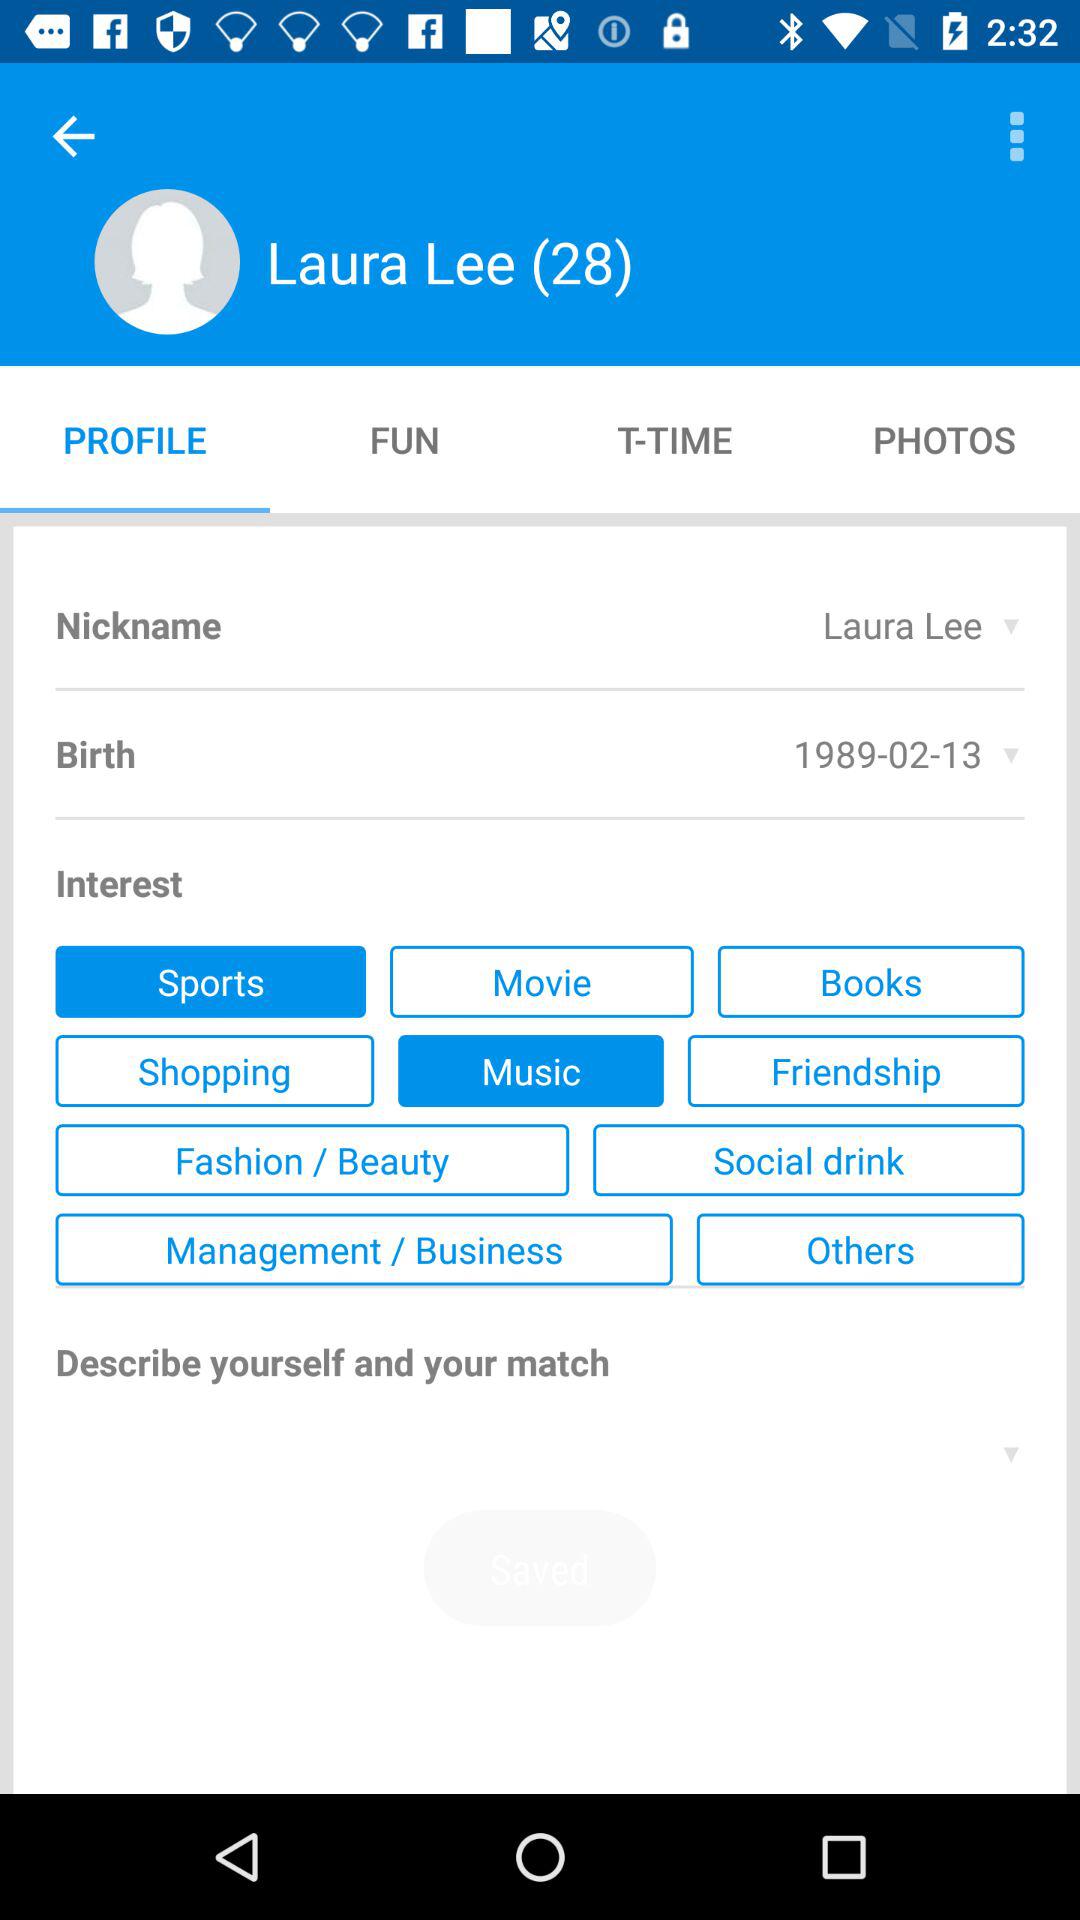 2:32
Laura Lee (28)
PROFILE FUN T-TIME PHOTOS
Nickname Laura Lee
Birth 1989-02-13
Interest
Sports Movie Books
Shopping Music Friendship
Fashion / Beauty Social drink
Management / Business Others
Describe yourself and your match
Saved